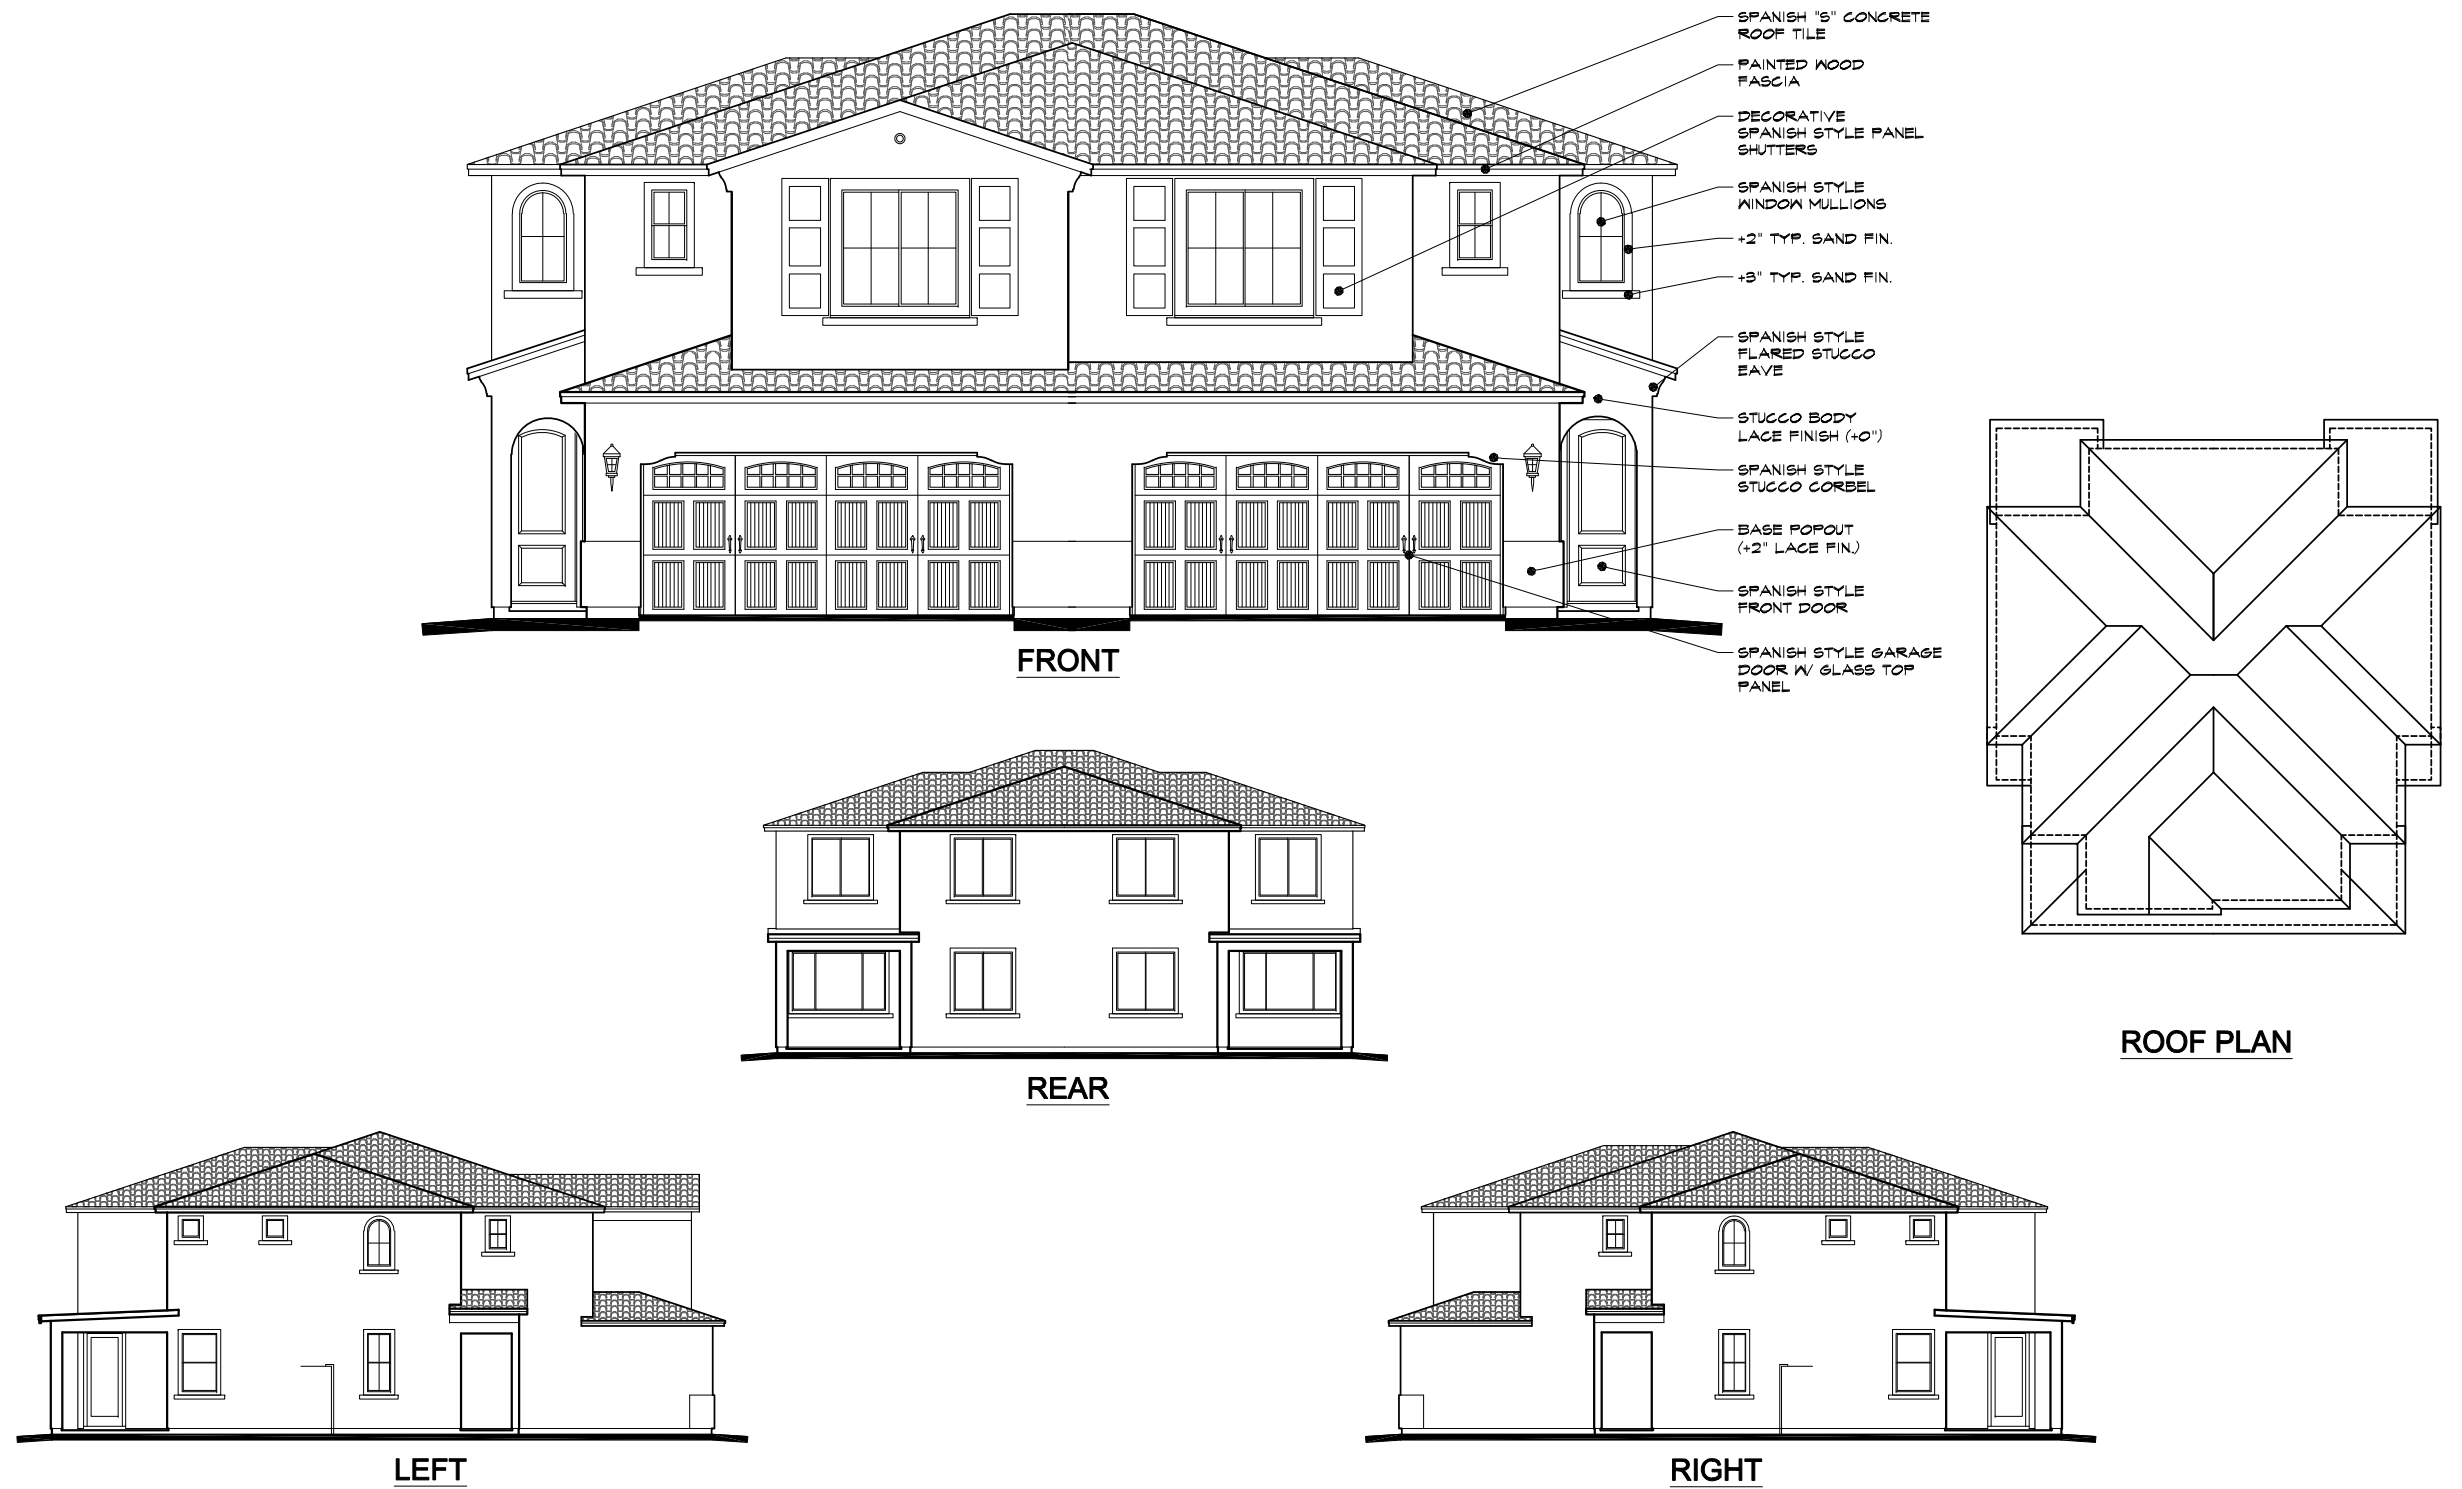 SPANISH "S" CONCRETE
ROOF TILE
PAINTED WOOD
FASCIA
DECORATIVE
SPANISH STYLE PANEL
SHUTTERS
SPANISH STYLE
WINDOW MULLIONS
+2" TYP. SAND FIN.
+3" TYP. SAND FIN.
SPANISH STYLE
FLARED STUCCO
EAVE
STUCCO BODY
LACE FINISH (+0")
SPANISH STYLE
STUCCO CORBEL
BASE POPOUT
(+2" LACE FIN.)
SPANISH STYLE
FRONT DOOR
SPANISH STYLE GARAGE
DOOR W/ GLASS TOP
PANEL
FRONT
ROOF PLAN
REAR
LEFT
RIGHT